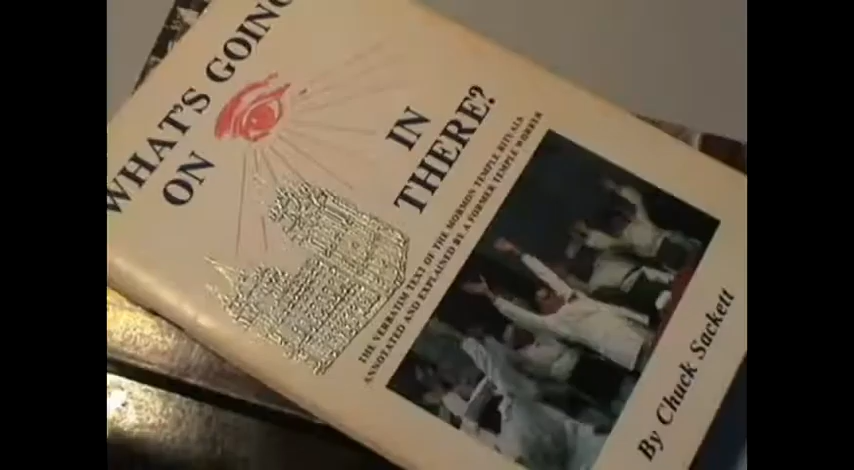 WHAT'S GOING
ON IN
THERE?
THE VERBATIM TEXT OF THE MORMON TEMPLE RITUALS
ANNOTATED AND EXPLAINED BY A FORMER TEMPLE WORKER
By Chuck Sackett